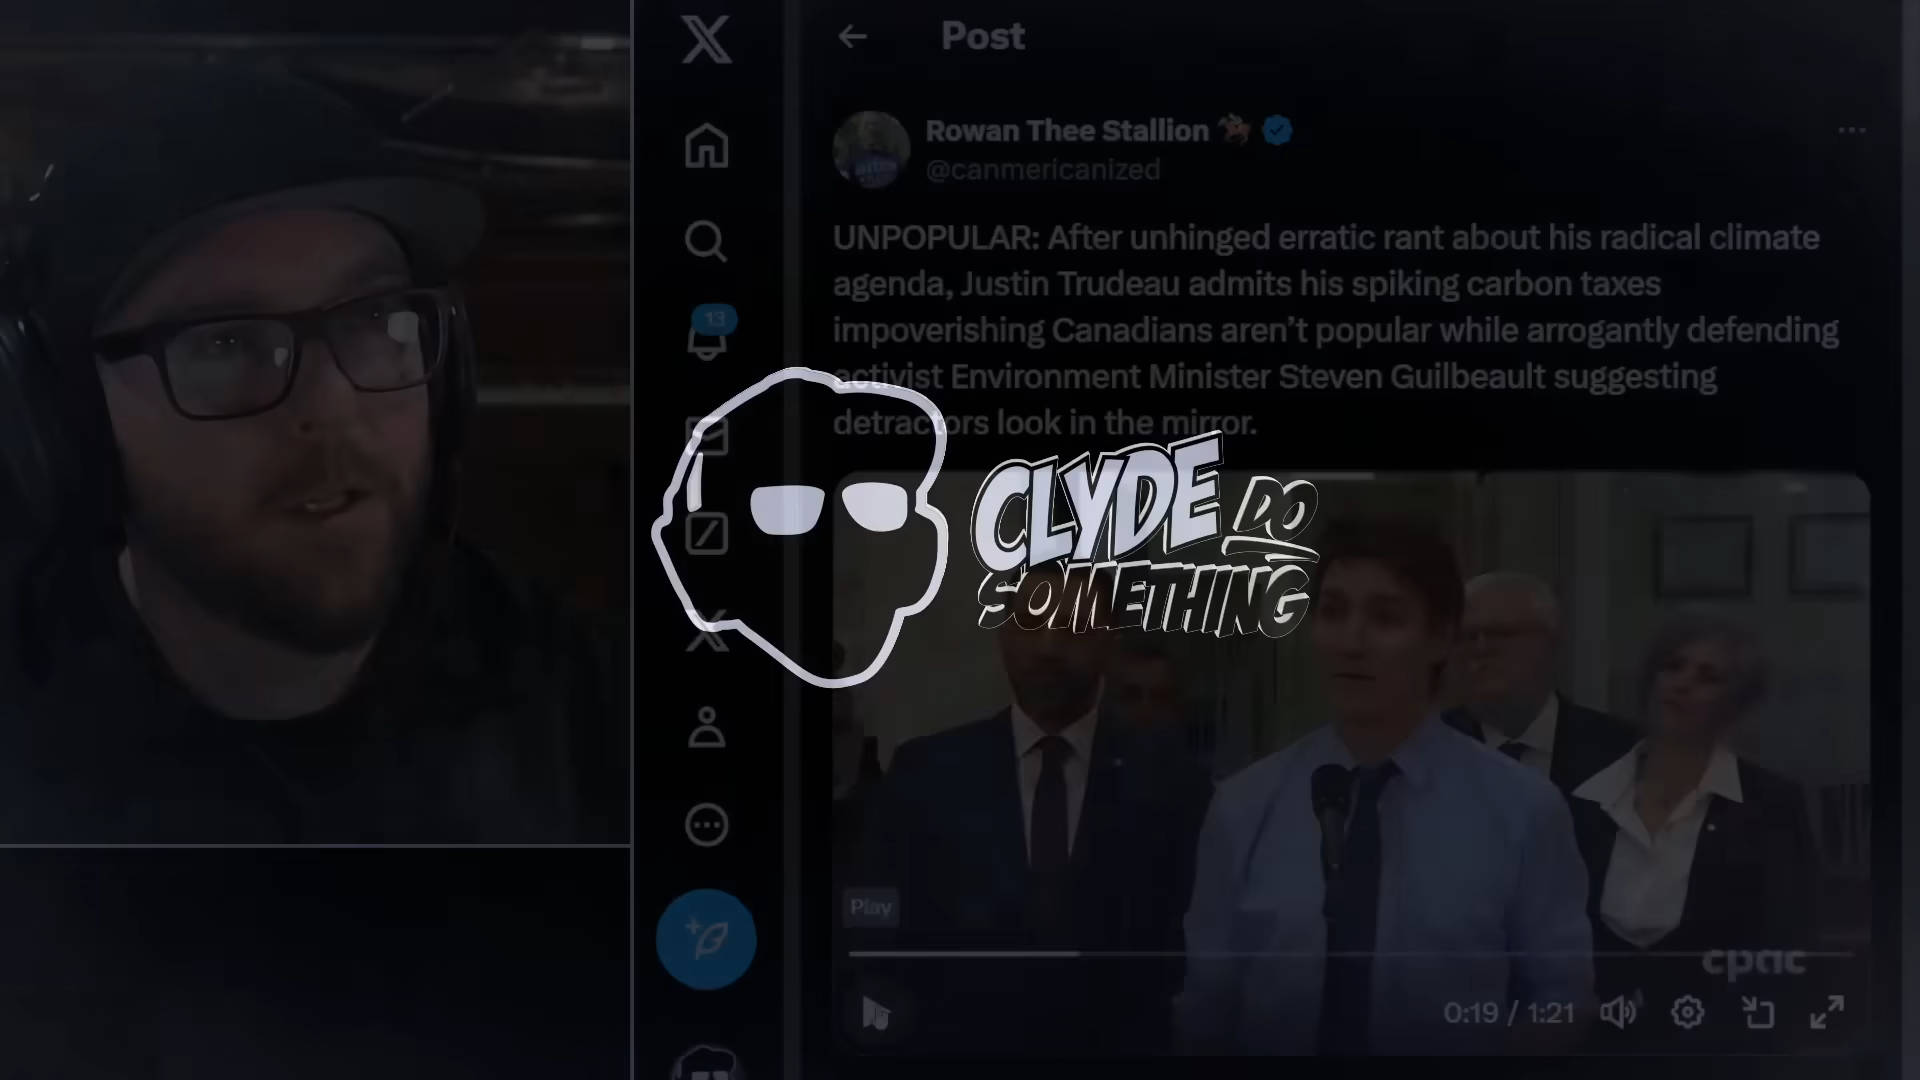 Post
Rowan Thee Stallion
@canmericanized
UNPOPULAR: After unhinged erratic rant about his radical climate
agenda, Justin Trudeau admits his spiking carbon taxes
impoverishing Canadians aren’t popular while arrogantly defending
activist Environment Minister Steven Guilbeault suggesting
detractors look in the mirror.
13
CLYDE DO
SOMETHING
Play
cpac
0:19 / 1:21